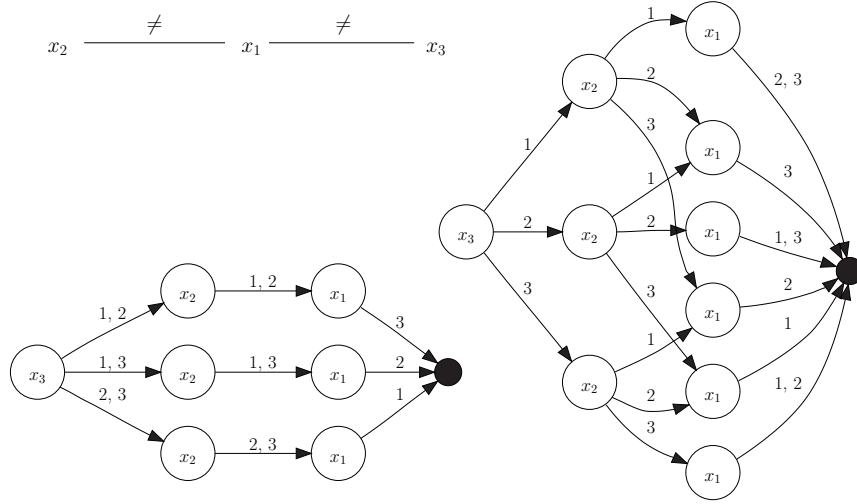 ≠ ≠
x₂ x₁ x₃
1
x₁
2, 3
x₂
2
3
x₁
3
1
1
x₃
2
x₂
2
x₁
1, 3
3
3
x₁
2
1
1
x₂
2
x₁
3
1, 2
x₁
x₂
1, 2
x₁
1, 2
3
x₃
1, 3
x₂
1, 3
x₁
2
2, 3
1
x₂
2, 3
x₁